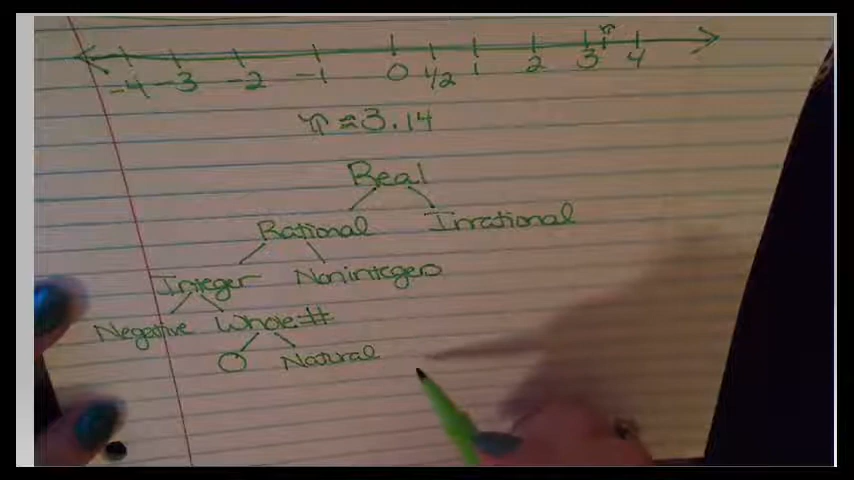 π
-4 -3 -2 -1 0 1/2 1 2 3 4
π ≈ 3.14
Real
Rational Irrational
Integer Nonintegers
Negative Whole #
0 Natural